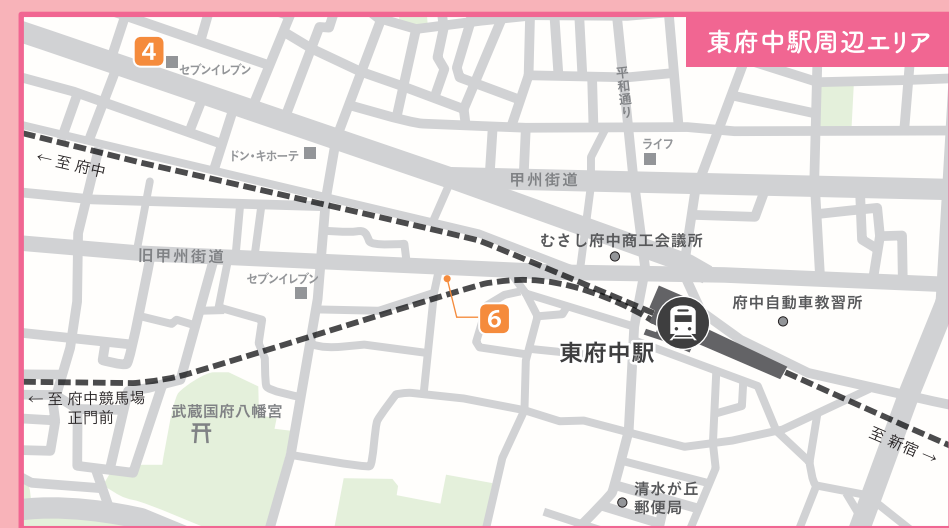 東府中駅周辺エリア
4
セブンイレブン
平和通り
ドン・キホーテ
ライフ
← 至 府中
甲州街道
むさし府中商工会議所
旧甲州街道
セブンイレブン
府中自動車教習所
6
東府中駅
← 至 府中競馬場
正門前
武蔵国府八幡宮
至 新宿 →
清水が丘
郵便局